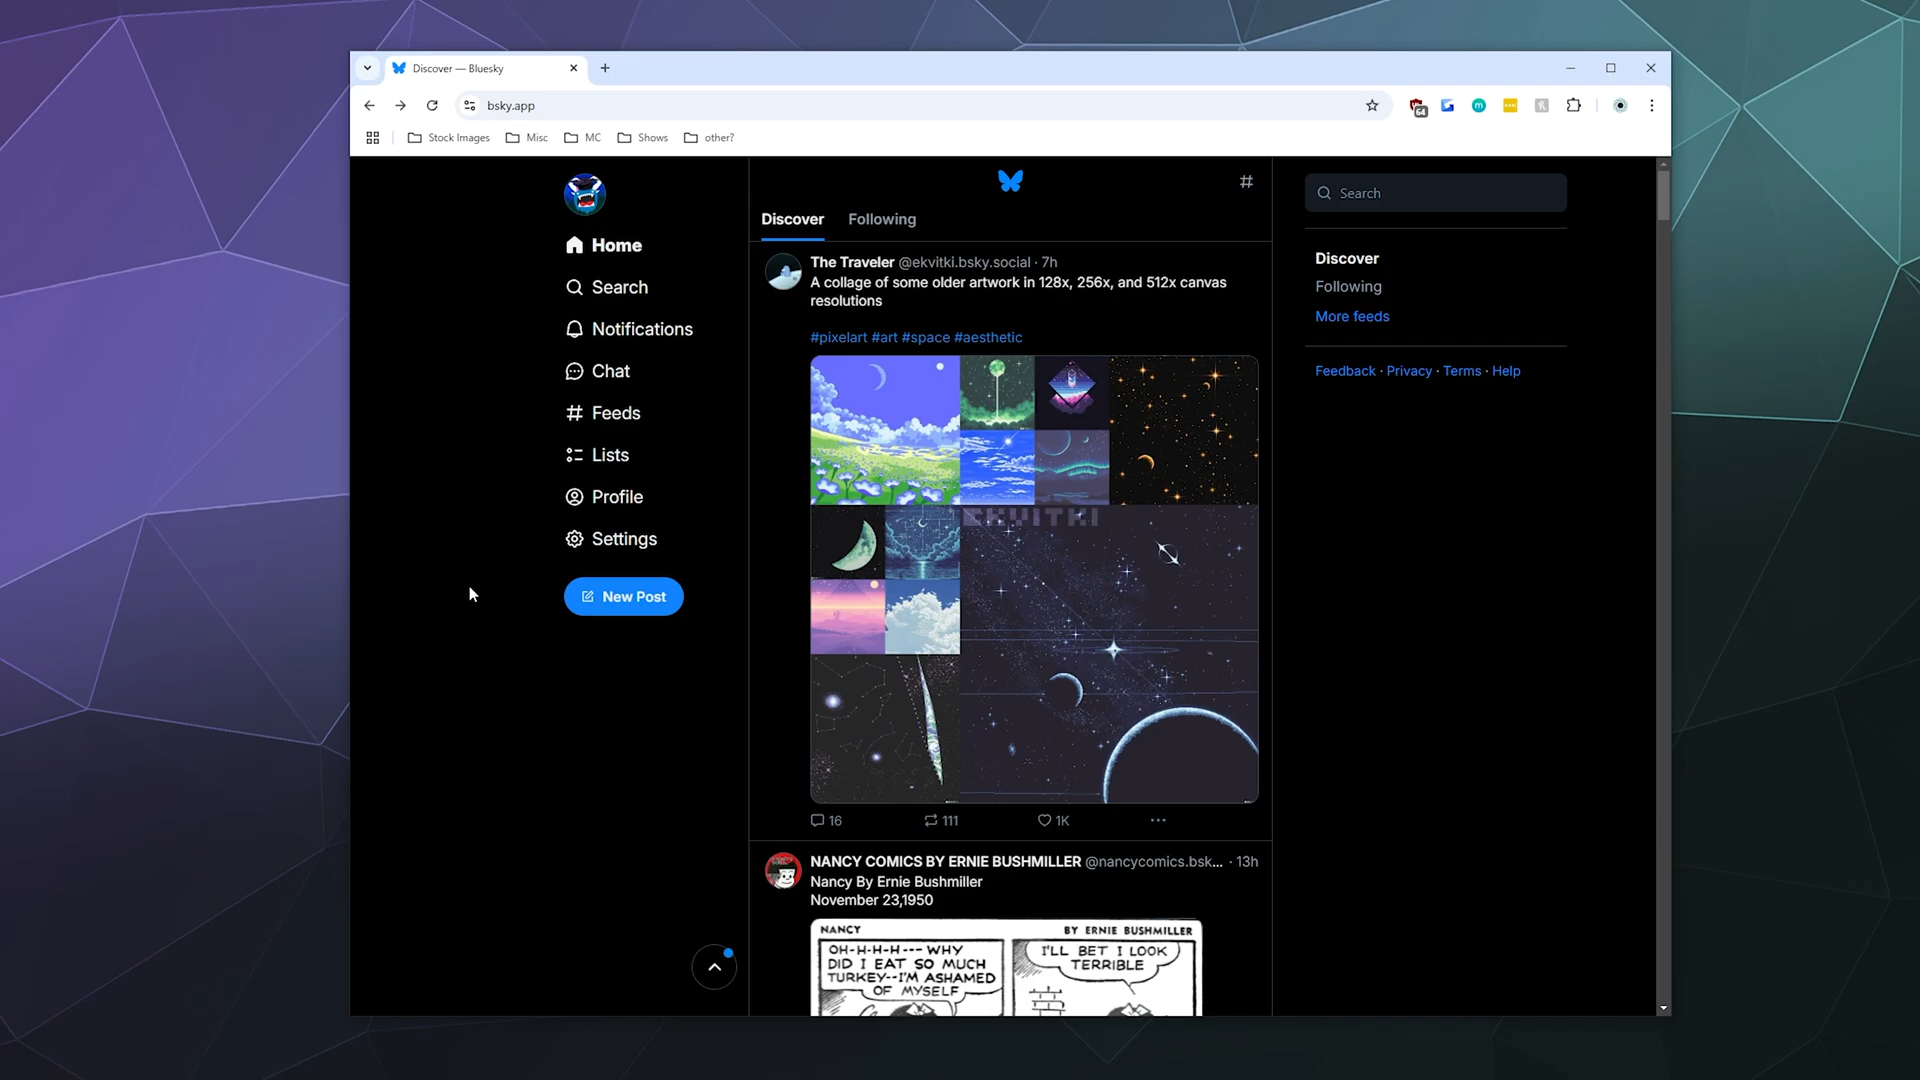 Discover — Bluesky
bsky.app
64
Stock Images
Misc
MC
Shows
other?
Home
Search
Notifications
Chat
Feeds
Lists
Profile
Settings
New Post
Discover
Following
The Traveler @ekvitki.bsky.social · 7h
A collage of some older artwork in 128x, 256x, and 512x canvas
resolutions
#pixelart #art #space #aesthetic
EKVITKI
16
111
1K
NANCY COMICS BY ERNIE BUSHMILLER @nancycomics.bsk... · 13h
Nancy By Ernie Bushmiller
November 23,1950
NANCY
BY ERNIE BUSHMILLER
OH-H-H-H--- WHY
DID I EAT SO MUCH
TURKEY--I'M ASHAMED
OF MYSELF
I'LL BET I LOOK
TERRIBLE
Search
Discover
Following
More feeds
Feedback · Privacy · Terms · Help